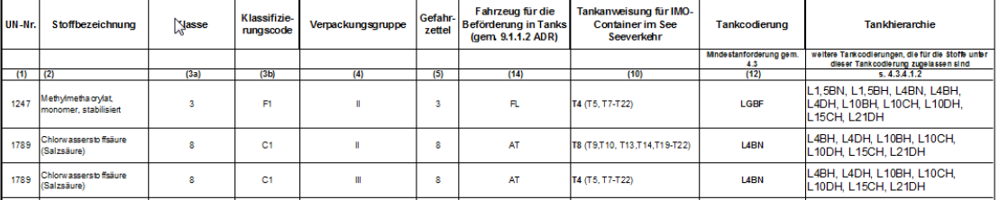 UN-Nr. Stoffbezeichnung Klasse Klassifizie- Verpackungsgruppe Gefahr- Fahrzeug für die Tankanweisung für IMO- Tankcodierung Tankhierarchie
rungscode zettel Beförderung in Tanks Container im See
(gem. 9.1.1.2 ADR) Seeverkehr
Mindestanforderung gem. weitere Tankcodierungen, die für die Stoffe unter
4.3 dieser Tankcodierung zugelassen sind
(1) (2) (3a) (3b) (4) (5) (14) (10) (12) s. 4.3.4.1.2
1247 Methylmethacrylat, monomer, stabilisiert 3 F1 II 3 FL T4 (T5, T7-T22) LGBF L1,5BN, L1,5BH, L4BN, L4BH,
L4DH, L10BH, L10CH, L10DH,
L15CH, L21DH
1789 Chlorwasserstoffsäure (Salzsäure) 8 C1 II 8 AT T8 (T9,T10, T13,T14,T19-T22) L4BN L4BH, L4DH, L10BH, L10CH,
L10DH, L15CH, L21DH
1789 Chlorwasserstoffsäure (Salzsäure) 8 C1 III 8 AT T4 (T5, T7-T22) L4BN L4BH, L4DH, L10BH, L10CH,
L10DH, L15CH, L21DH